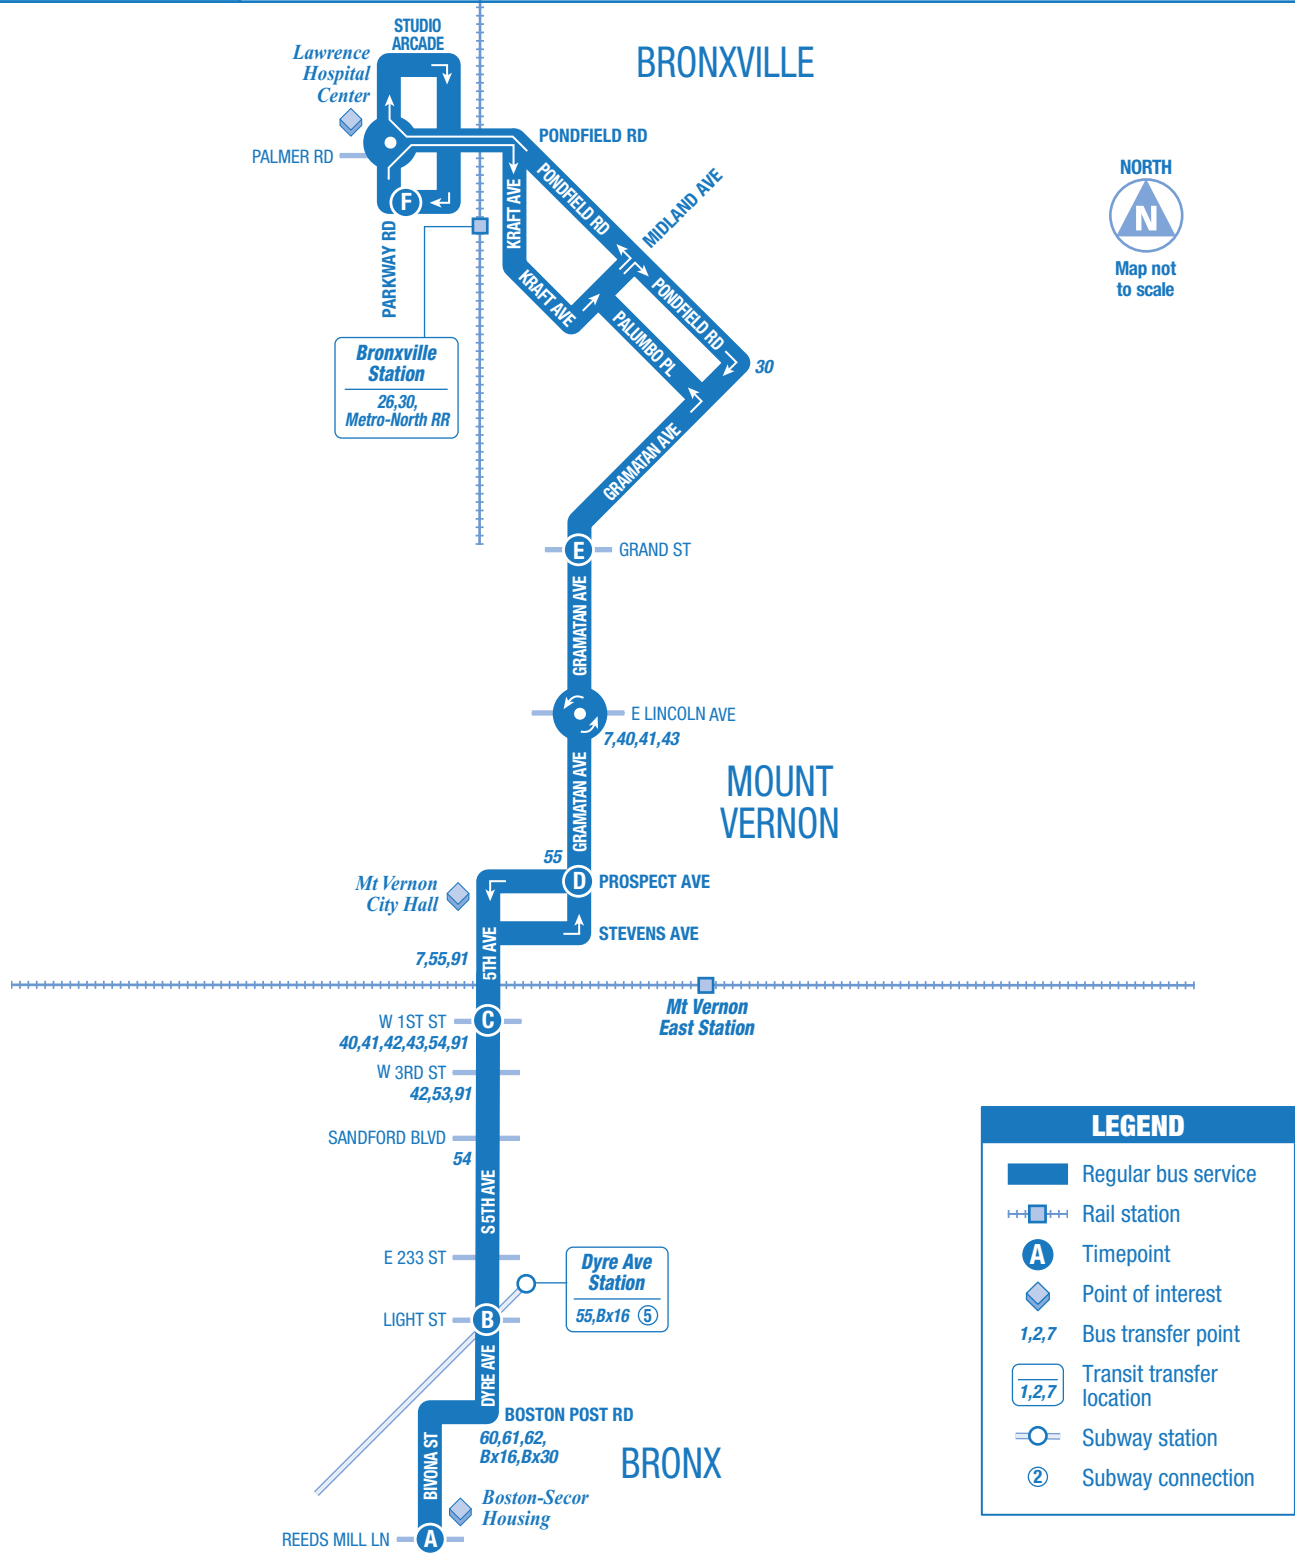 STUDIO
ARCADE
Lawrence
Hospital
Center
BRONXVILLE
PONDFIELD RD
PALMER RD
F
PARKWAY RD
KRAFT AVE
PONDFIELD RD
MIDLAND AVE
KRAFT AVE
PALUMBO PL
PONDFIELD RD
30
NORTH
N
Map not
to scale
Bronxville
Station
26,30,
Metro-North RR
GRAMATAN AVE
E
GRAND ST
GRAMATAN AVE
E LINCOLN AVE
7,40,41,43
GRAMATAN AVE
MOUNT
VERNON
55
D
PROSPECT AVE
Mt Vernon
City Hall
STEVENS AVE
5TH AVE
7,55,91
Mt Vernon
East Station
W 1ST ST
C
40,41,42,43,54,91
W 3RD ST
42,53,91
SANDFORD BLVD
54
S 5TH AVE
E 233 ST
Dyre Ave
Station
55,Bx16 5
LIGHT ST
B
DYRE AVE
BOSTON POST RD
60,61,62,
Bx16,Bx30
BRONX
BIVONA ST
Boston-Secor
Housing
REEDS MILL LN
A
LEGEND
Regular bus service
Rail station
A Timepoint
Point of interest
1,2,7 Bus transfer point
1,2,7 Transit transfer
location
Subway station
2 Subway connection